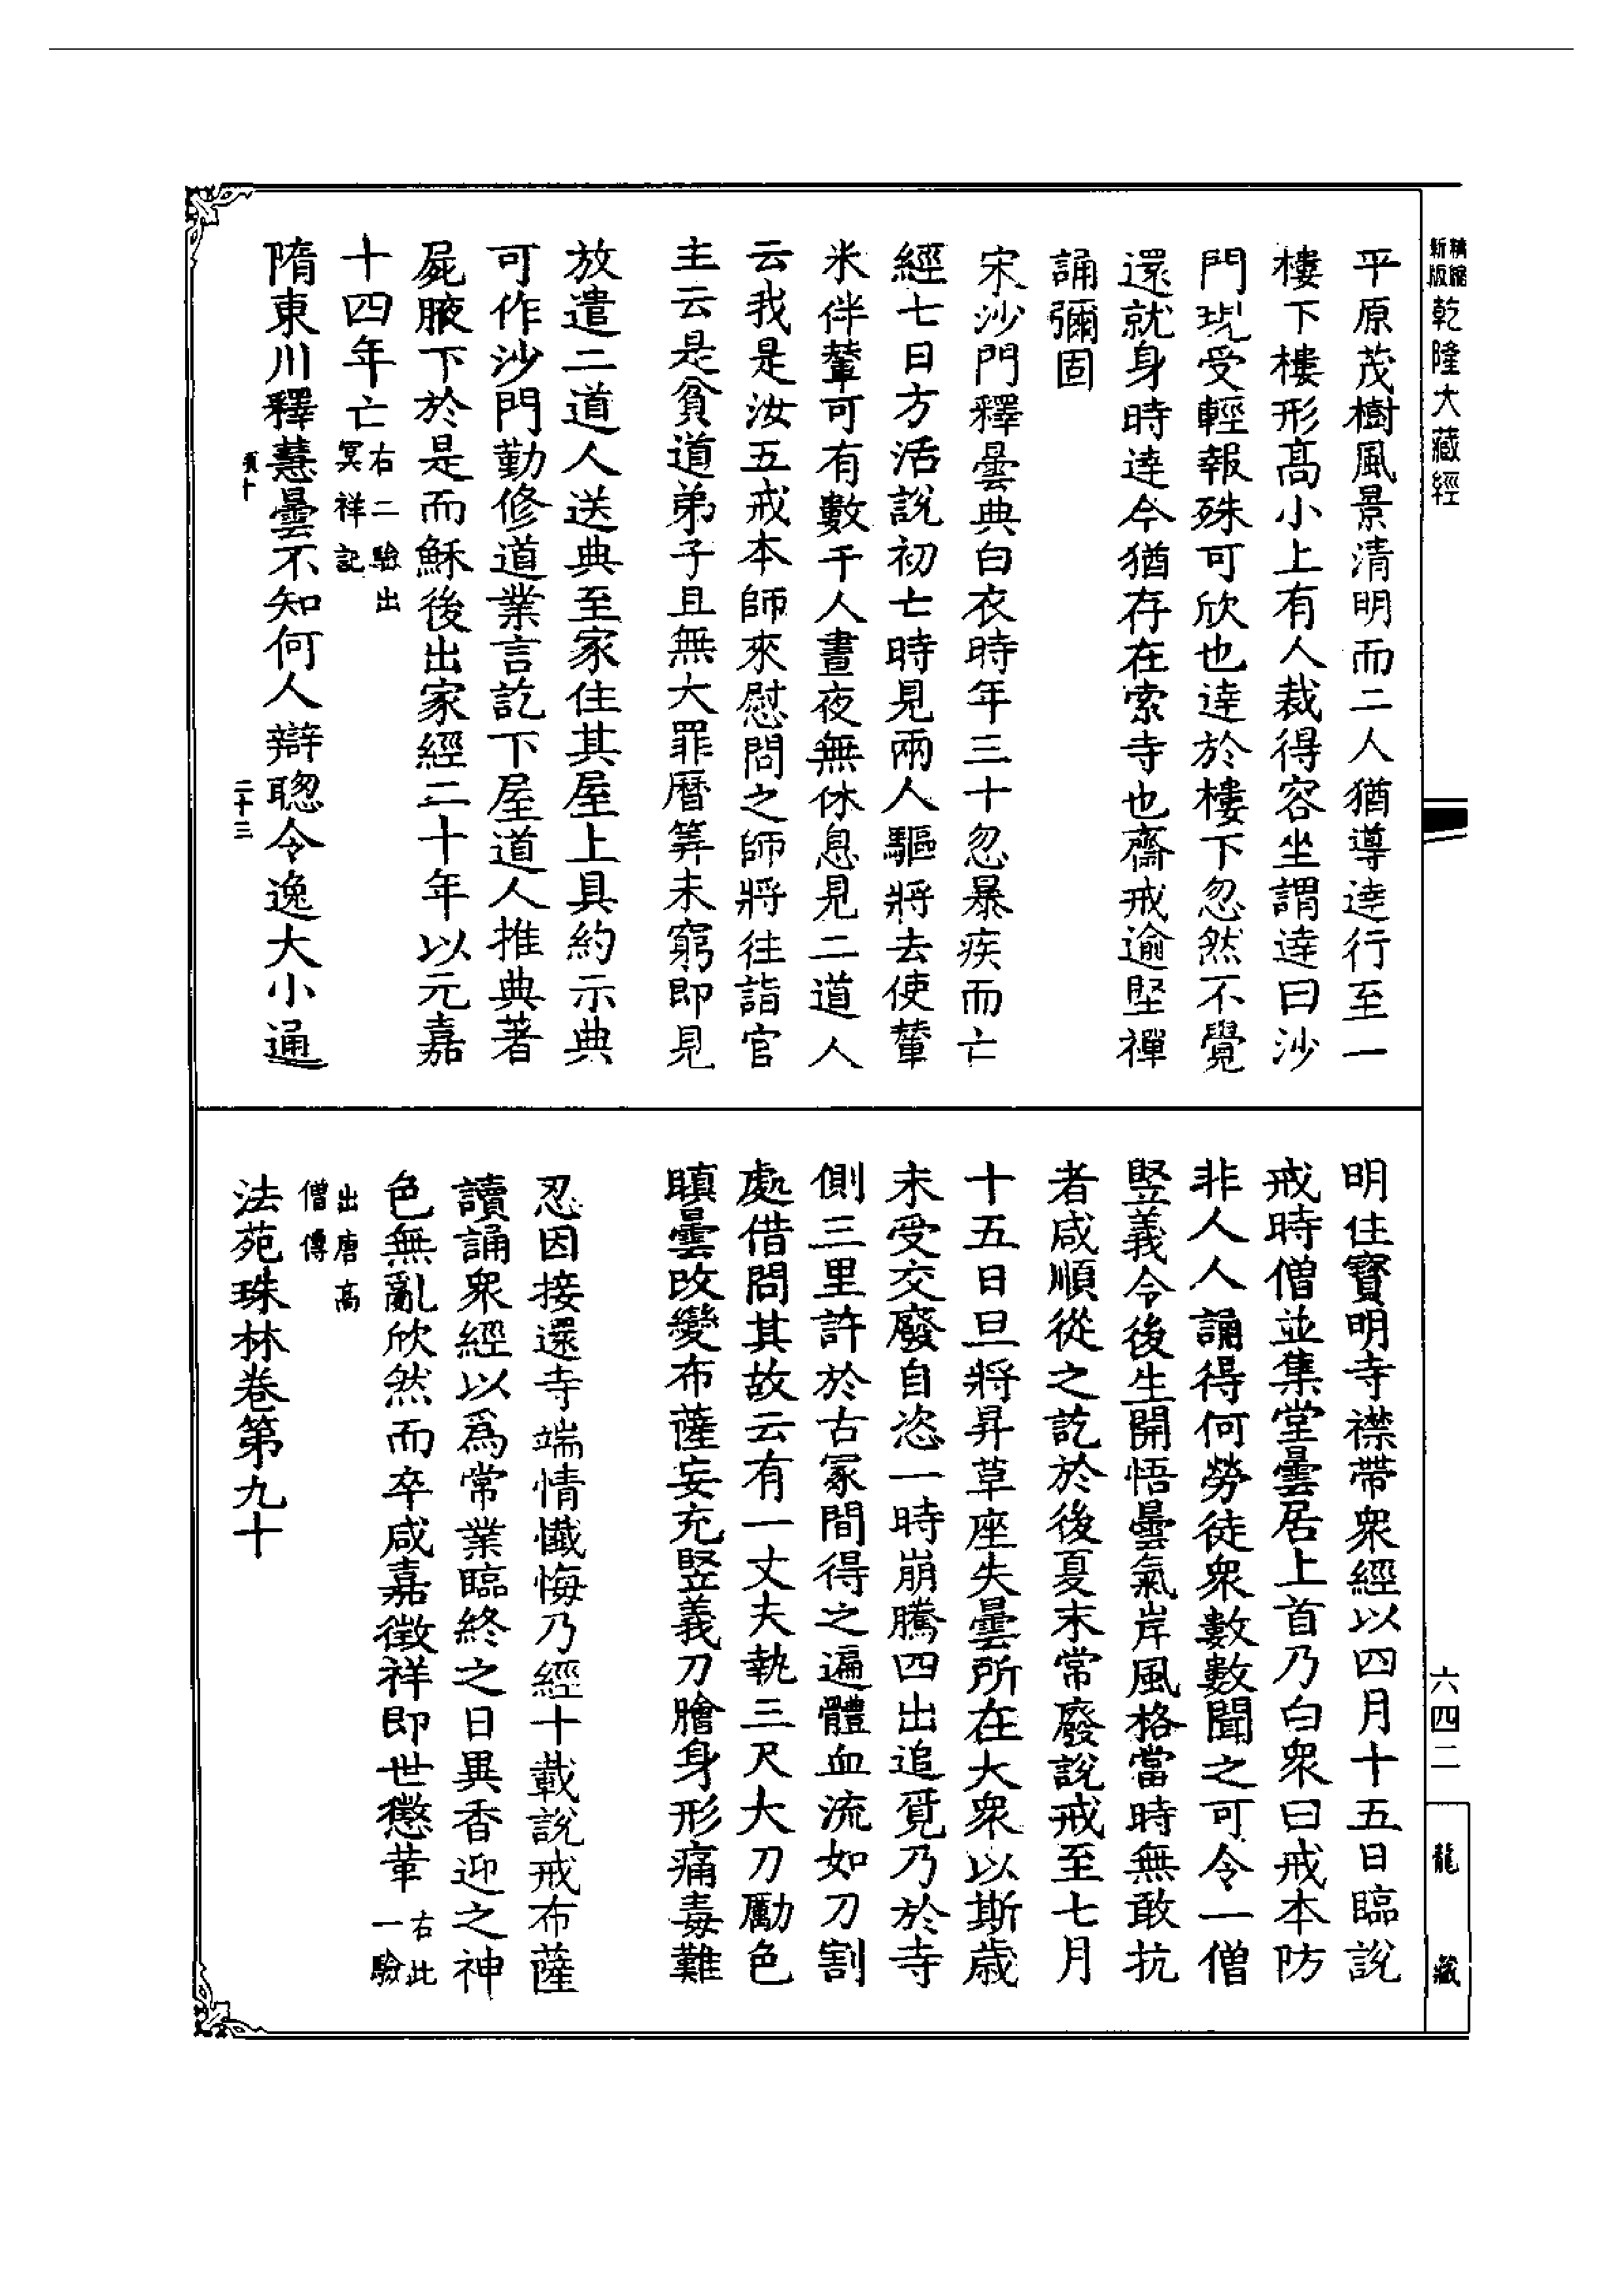 精縮
新版
乾隆大藏經
平原茂樹風景清明而二人猶導達行至一
樓下樓形高小上有人裁得容坐謂達曰沙
門現受輕報殊可欣也達於樓下忽然不覺
還就身時達今猶存在索寺也齋戒逾堅禪
誦彌固
宋沙門釋曇典白衣時年三十忽暴疾而亡
經七日方活說初亡時見兩人驅將去使輦
米伴輦可有數千人晝夜無休息見二道人
云我是汝五戒本師來慰問之師將往詣官
主云是貧道弟子且無大罪曆筭未窮即見
放遣二道人送典至家住其屋上具約示典
可作沙門勤修道業言訖下屋道人推典著
屍腋下於是而穌後出家經二十年以元嘉
十四年亡右二驗出
冥祥記
隋東川釋慧曇不知何人辯聰令逸大小通
二十三
明住寶明寺襟帶衆經以四月十五日臨說
戒時僧並集堂曇居上首乃白衆曰戒本防
非人人誦得何勞徒衆數數聞之可令一僧
竪義令後生開悟曇氣岸風格當時無敢抗
者咸順從之訖於後夏末常廢說戒至七月
十五日旦將昇草座失曇所在大衆以斯歲
未受交廢自恣一時崩騰四出追覓乃於寺
側三里許於古冢間得之遍體血流如刀割
處借問其故云有一丈夫執三尺大刀勵色
瞋曇改變布薩妄充竪義刀膾身形痛毒難
忍因接還寺端情懺悔乃經十載說戒布薩
讀誦衆經以爲常業臨終之日異香迎之神
色無亂欣然而卒咸嘉徵祥即世懲革右此
一驗
出唐高
僧傳
法苑珠林卷第九十
六四二
龍藏